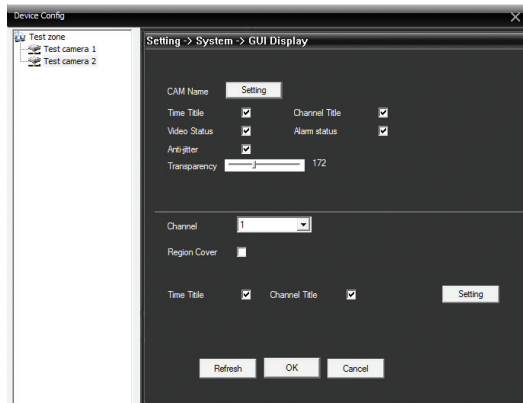 Device Config
Test zone
Test camera 1
Test camera 2
Setting -> System -> GUI Display
CAM Name Setting
Time Titile Channel Title
Video Status Alarm status
Anti-jitter
Transparency 172
Channel 1
Region Cover
Time Titile Channel Title Setting
Refresh OK Cancel